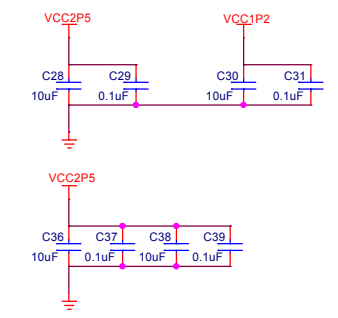 VCC2P5 VCC1P2
C28 C29 C30 C31
10uF 0.1uF 10uF 0.1uF
VCC2P5
C36 C37 C38 C39
10uF 0.1uF 10uF 0.1uF